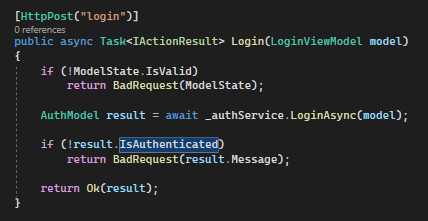 [HttpPost("login")]
0 references
public async Task<IActionResult> Login(LoginViewModel model)
{
if (!ModelState.IsValid)
return BadRequest(ModelState);
AuthModel result = await _authService.LoginAsync(model);
if (!result.IsAuthenticated)
return BadRequest(result.Message);
return Ok(result);
}